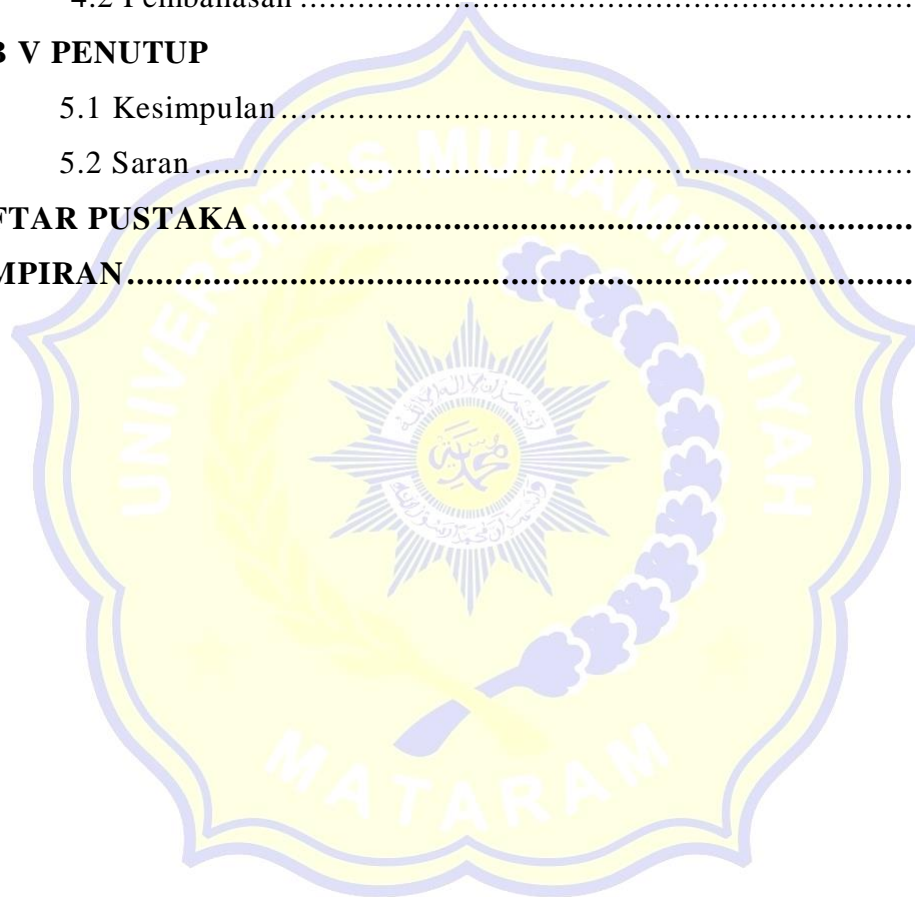 4.2 Pembahasan ..........................................................................
B V PENUTUP
5.1 Kesimpulan ..........................................................................
5.2 Saran ..........................................................................
FTAR PUSTAKA ..........................................................................
MPIRAN ..........................................................................
UNIVERSITAS MUHAMMADIYAH
MATARAM